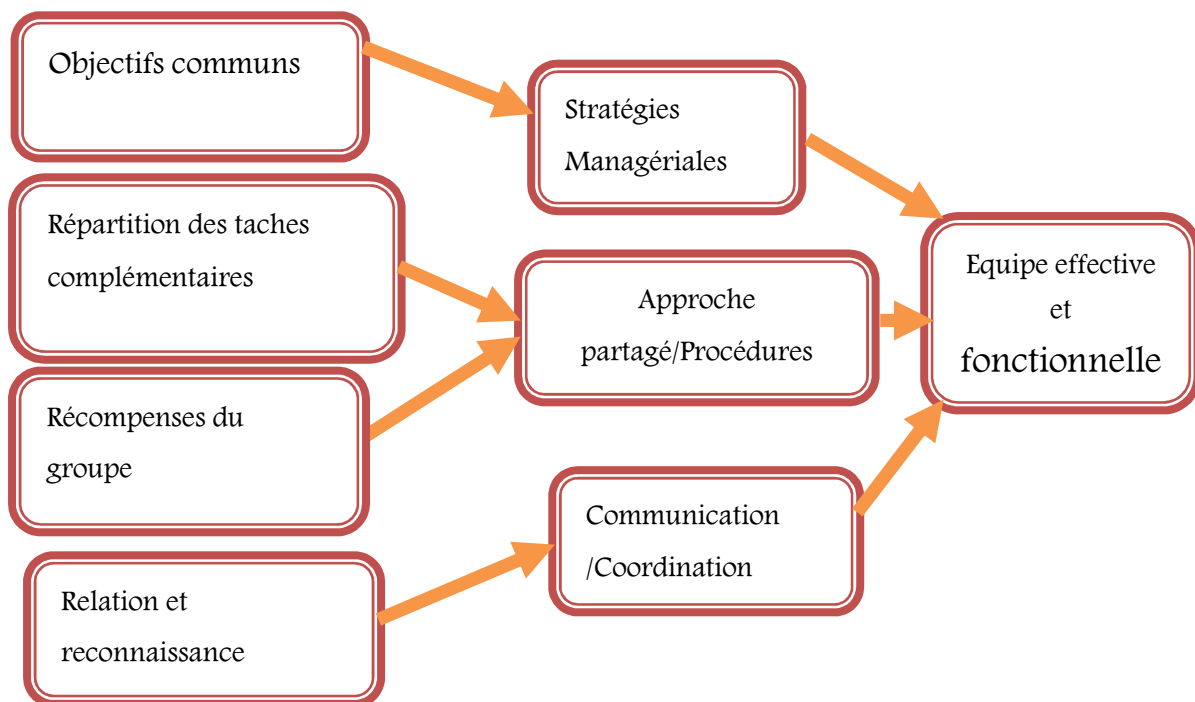 Objectifs communs
Répartition des taches
complémentaires
Récompenses du
groupe
Relation et
reconnaissance
Stratégies
Managériales
Approche
partagé/Procédures
Communication
/Coordination
Equipe effective
et
fonctionnelle